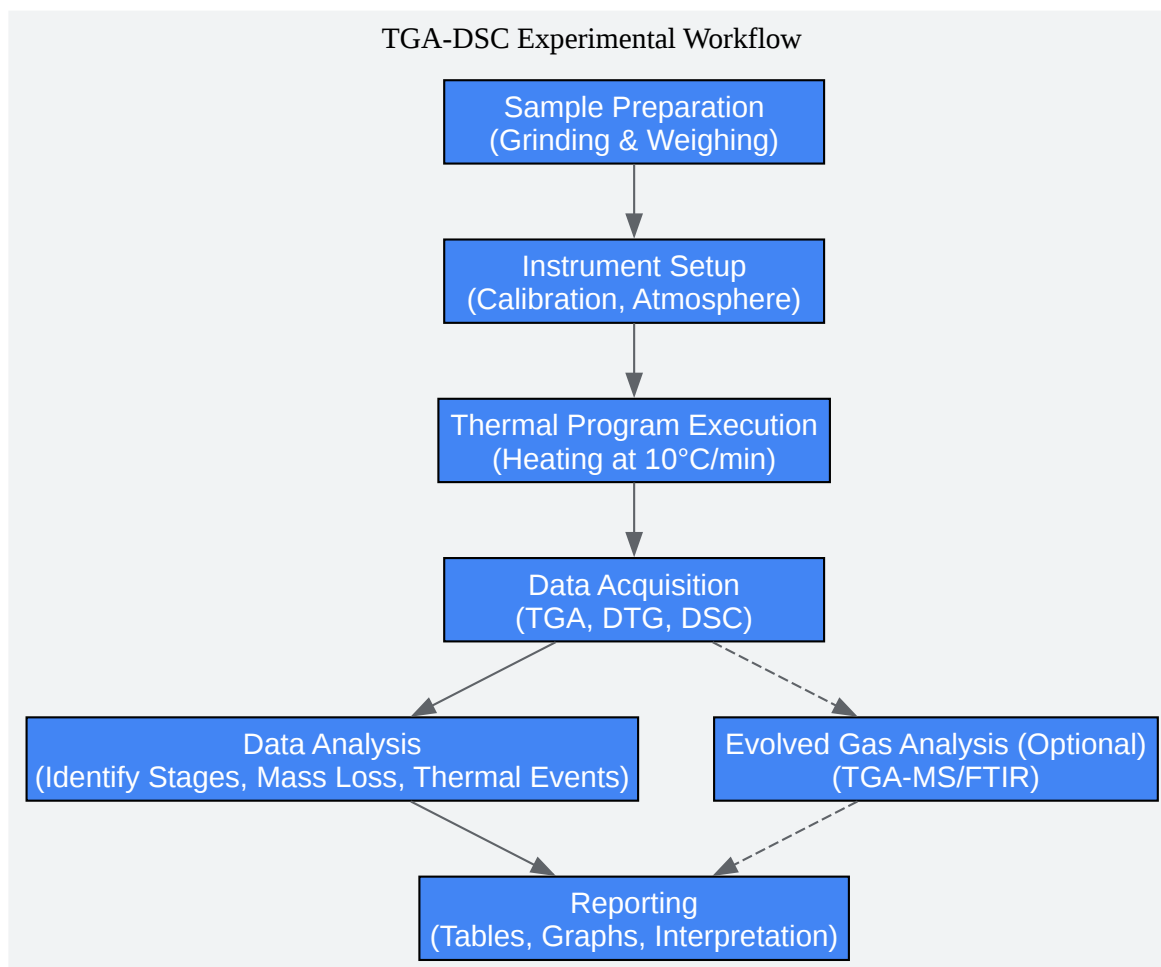 TGA-DSC Experimental Workflow
Sample Preparation
(Grinding & Weighing)
Instrument Setup
(Calibration, Atmosphere)
Thermal Program Execution
(Heating at 10°C/min)
Data Acquisition
(TGA, DTG, DSC)
Data Analysis
(Identify Stages, Mass Loss, Thermal Events)
Evolved Gas Analysis (Optional)
(TGA-MS/FTIR)
Reporting
(Tables, Graphs, Interpretation)